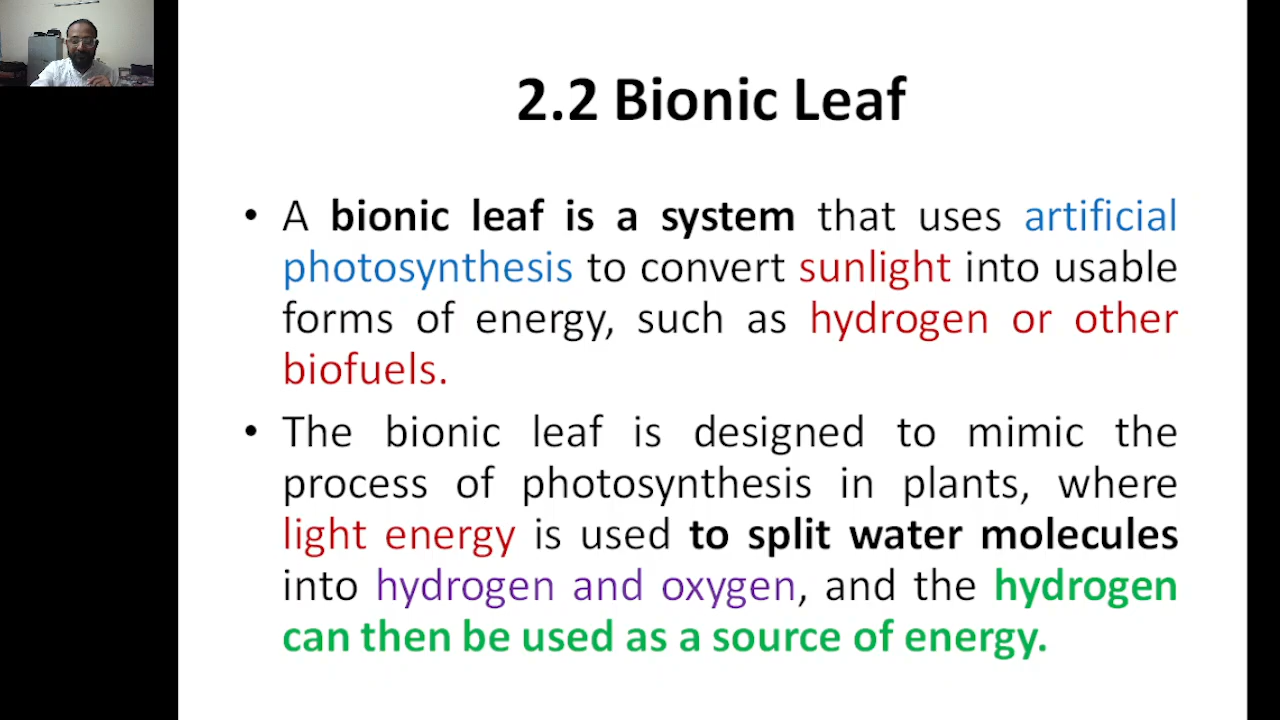 2.2 Bionic Leaf
• A bionic leaf is a system that uses artificial
photosynthesis to convert sunlight into usable
forms of energy, such as hydrogen or other
biofuels.
• The bionic leaf is designed to mimic the
process of photosynthesis in plants, where
light energy is used to split water molecules
into hydrogen and oxygen, and the hydrogen
can then be used as a source of energy.